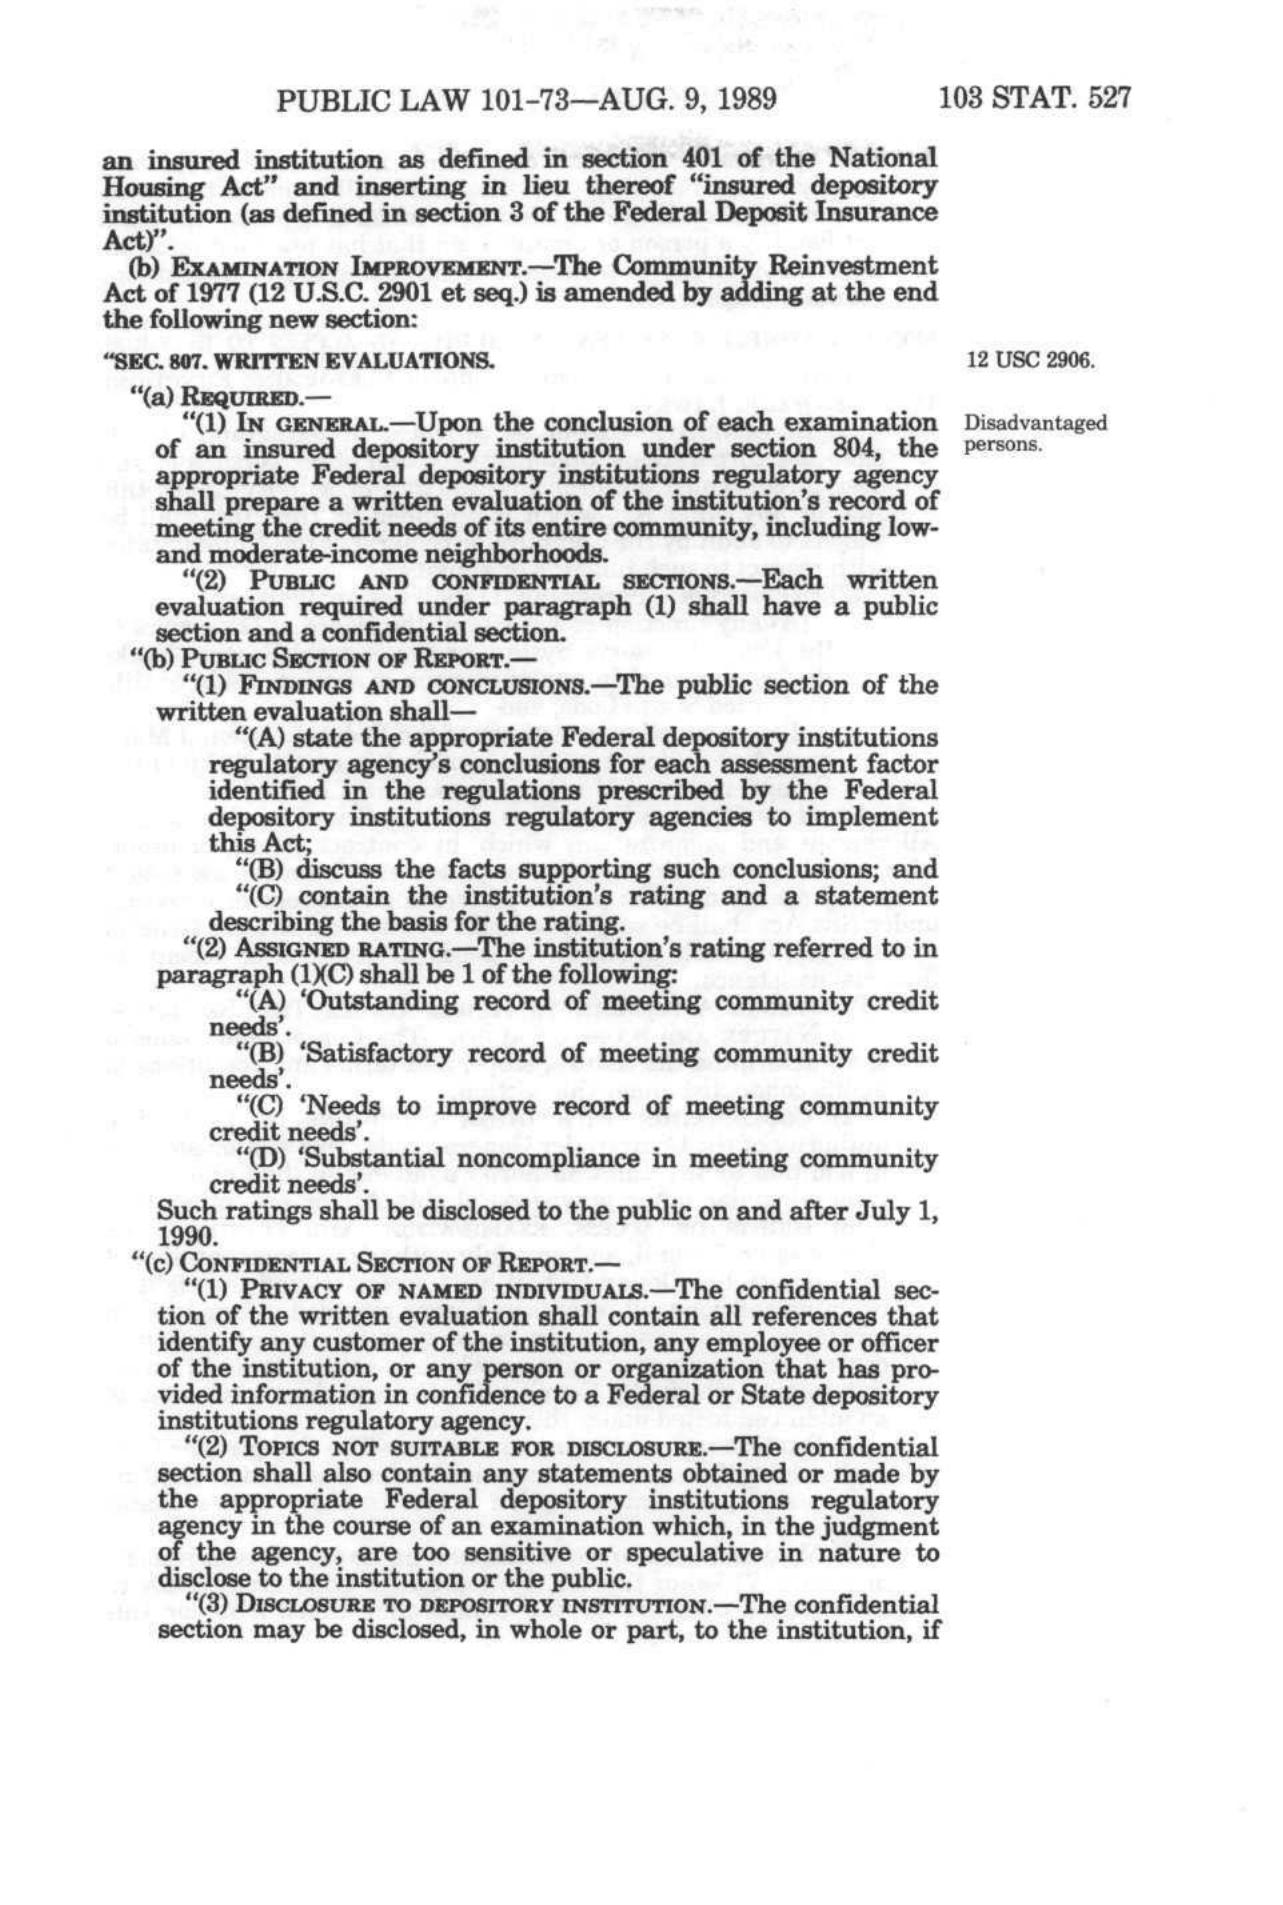 PUBLIC LAW 101-73—AUG. 9, 1989 103 STAT. 527
an insured institution as defined in section 401 of the National
Housing Act” and inserting in lieu thereof “insured depository
institution (as defined in section 3 of the Federal Deposit Insurance
Act)”.
(b) EXAMINATION IMPROVEMENT.—The Community Reinvestment
Act of 1977 (12 U.S.C. 2901 et seq.) is amended by adding at the end
the following new section:
“SEC. 807. WRITTEN EVALUATIONS. 12 USC 2906.
“(a) REQUIRED.—
“(1) IN GENERAL.—Upon the conclusion of each examination Disadvantaged
of an insured depository institution under section 804, the persons.
appropriate Federal depository institutions regulatory agency
shall prepare a written evaluation of the institution’s record of
meeting the credit needs of its entire community, including low-
and moderate-income neighborhoods.
“(2) PUBLIC AND CONFIDENTIAL SECTIONS.—Each written
evaluation required under paragraph (1) shall have a public
section and a confidential section.
“(b) PUBLIC SECTION OF REPORT.—
“(1) FINDINGS AND CONCLUSIONS.—The public section of the
written evaluation shall—
“(A) state the appropriate Federal depository institutions
regulatory agency’s conclusions for each assessment factor
identified in the regulations prescribed by the Federal
depository institutions regulatory agencies to implement
this Act;
“(B) discuss the facts supporting such conclusions; and
“(C) contain the institution’s rating and a statement
describing the basis for the rating.
“(2) ASSIGNED RATING.—The institution’s rating referred to in
paragraph (1)(C) shall be 1 of the following:
“(A) ‘Outstanding record of meeting community credit
needs’.
“(B) ‘Satisfactory record of meeting community credit
needs’.
“(C) ‘Needs to improve record of meeting community
credit needs’.
“(D) ‘Substantial noncompliance in meeting community
credit needs’.
Such ratings shall be disclosed to the public on and after July 1,
1990.
“(c) CONFIDENTIAL SECTION OF REPORT.—
“(1) PRIVACY OF NAMED INDIVIDUALS.—The confidential sec-
tion of the written evaluation shall contain all references that
identify any customer of the institution, any employee or officer
of the institution, or any person or organization that has pro-
vided information in confidence to a Federal or State depository
institutions regulatory agency.
“(2) TOPICS NOT SUITABLE FOR DISCLOSURE.—The confidential
section shall also contain any statements obtained or made by
the appropriate Federal depository institutions regulatory
agency in the course of an examination which, in the judgment
of the agency, are too sensitive or speculative in nature to
disclose to the institution or the public.
“(3) DISCLOSURE TO DEPOSITORY INSTITUTION.—The confidential
section may be disclosed, in whole or part, to the institution, if